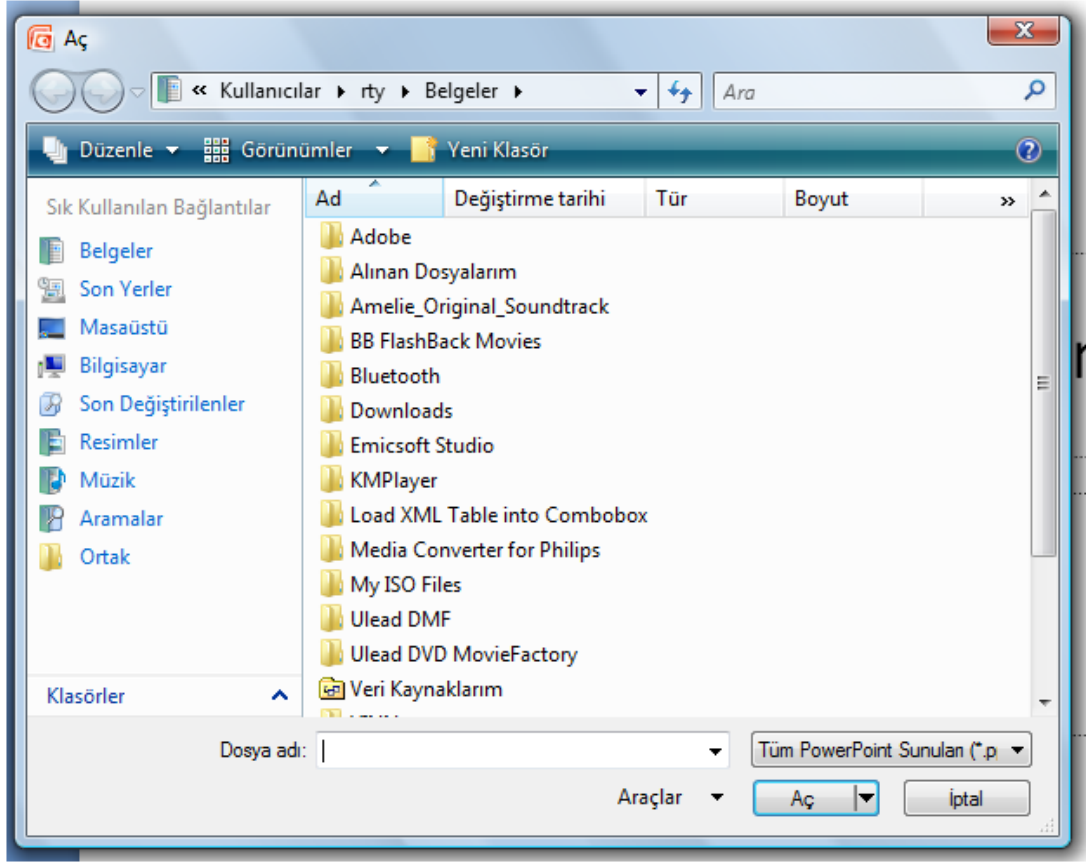 Aç
« Kullanıcılar rty Belgeler
Ara
Düzenle Görünümler Yeni Klasör
Sık Kullanılan Bağlantılar
Belgeler
Son Yerler
Masaüstü
Bilgisayar
Son Değiştirilenler
Resimler
Müzik
Aramalar
Ortak
Klasörler
Ad Değiştirme tarihi Tür Boyut »
Adobe
Alınan Dosyalarım
Amelie_Original_Soundtrack
BB FlashBack Movies
Bluetooth
Downloads
Emicsoft Studio
KMPlayer
Load XML Table into Combobox
Media Converter for Philips
My ISO Files
Ulead DMF
Ulead DVD MovieFactory
Veri Kaynaklarım
Dosya adı:
Tüm PowerPoint Sunuları (*.p
Araçlar Aç İptal